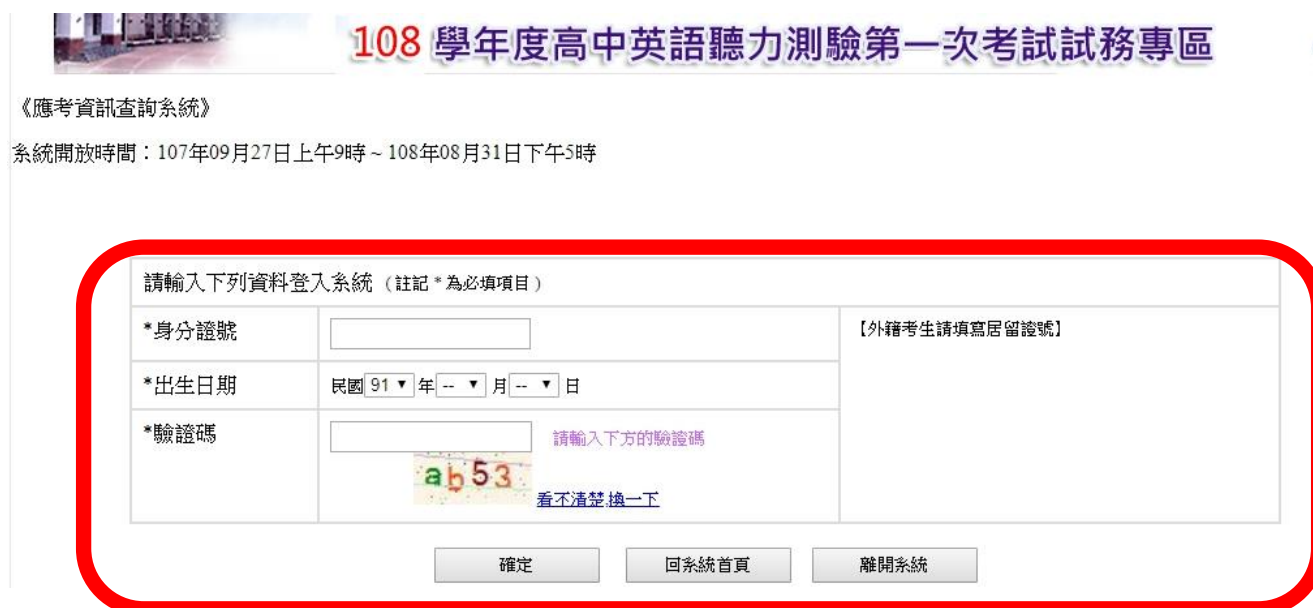 108 學年度高中英語聽力測驗第一次考試試務專區
《應考資訊查詢系統》
系統開放時間：107年09月27日上午9時 ~ 108年08月31日下午5時
請輸入下列資料登入系統（註記 * 為必填項目）
*身分證號
【外籍考生請填寫居留證號】
*出生日期 民國 91 年 -- 月 -- 日
*驗證碼 請輸入下方的驗證碼
ab53 看不清楚,換一下
確定 回系統首頁 離開系統